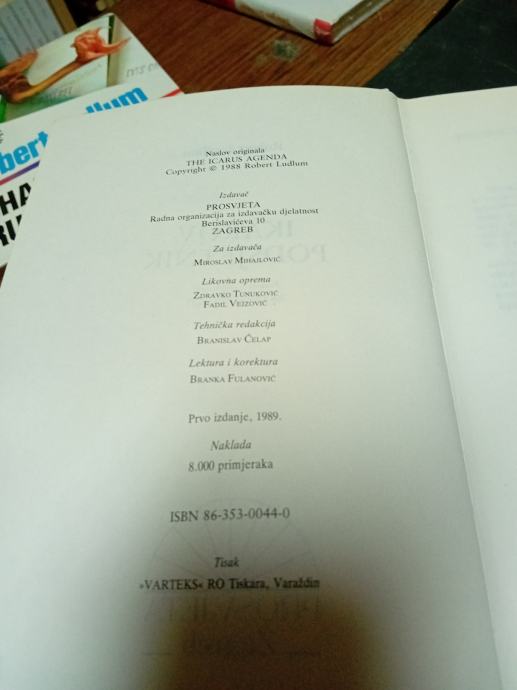 Naslov originala
THE ICARUS AGENDA
Copyright © 1988 Robert Ludlum
Izdavač
PROSVJETA
Radna organizacija za izdavačku djelatnost
Berislavićeva 10
ZAGREB
Za izdavača
MIROSLAV MIHAILOVIĆ
Likovna oprema
ZDRAVKO TUNUKOVIĆ
FADIL VEJZOVIĆ
Tehnička redakcija
BRANISLAV ČELAP
Lektura i korektura
BRANKA FULANOVIĆ
Prvo izdanje, 1989.
Naklada
8.000 primjeraka
ISBN 86-353-0044-0
Tisak
»VARTEKS« RO Tiskara, Varaždin